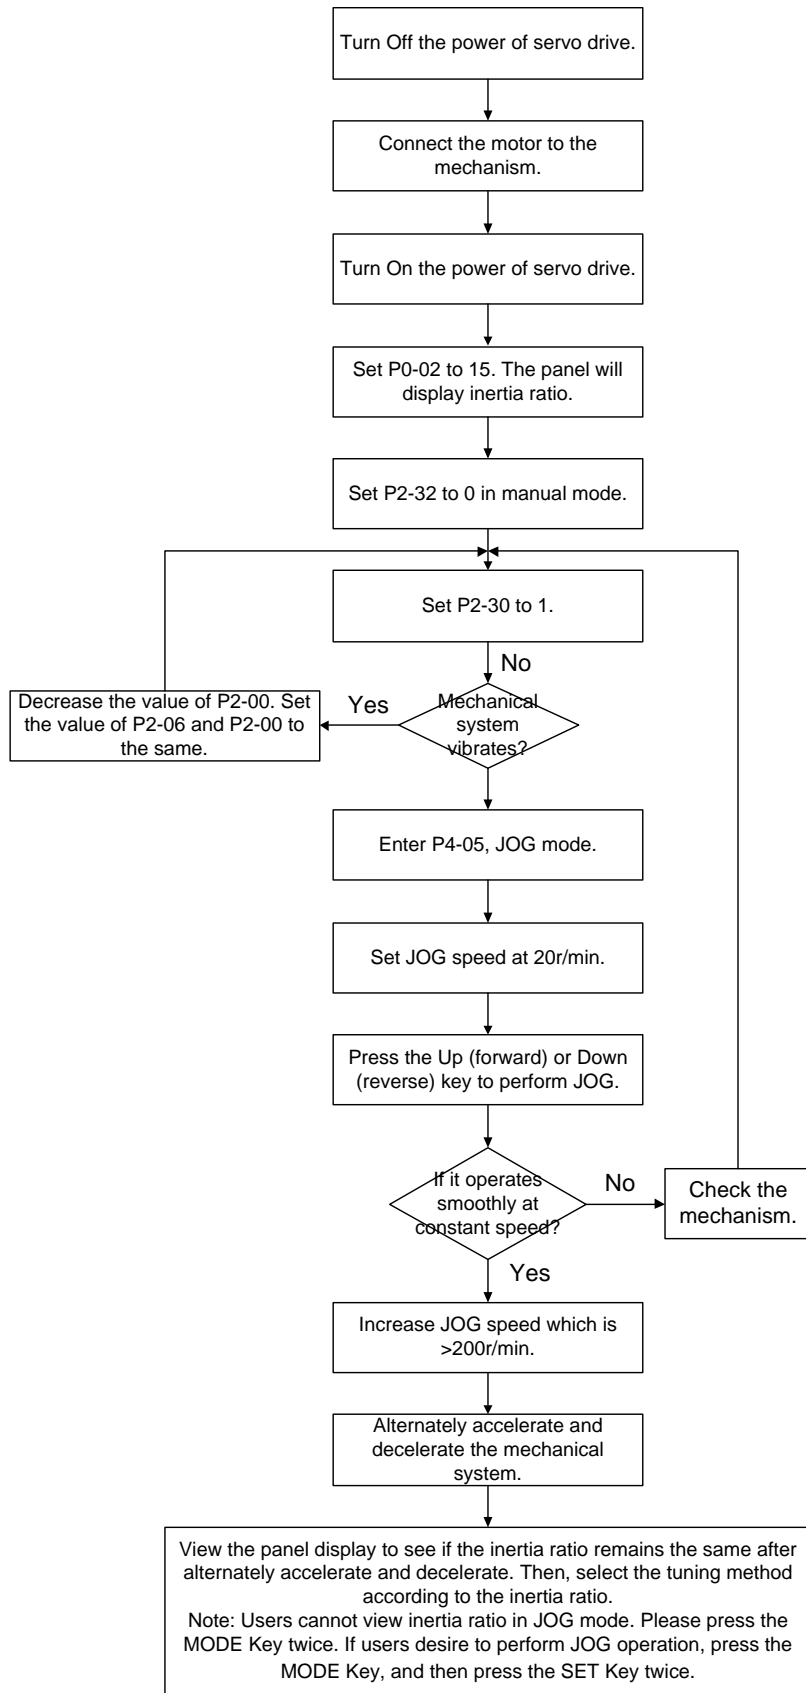 Turn Off the power of servo drive.
Connect the motor to the
mechanism.
Turn On the power of servo drive.
Set P0-02 to 15. The panel will
display inertia ratio.
Set P2-32 to 0 in manual mode.
Set P2-30 to 1.
No
Decrease the value of P2-00. Set
the value of P2-06 and P2-00 to
the same.
Yes
Mechanical
system
vibrates?
Enter P4-05, JOG mode.
Set JOG speed at 20r/min.
Press the Up (forward) or Down
(reverse) key to perform JOG.
If it operates
smoothly at
constant speed?
No
Check the
mechanism.
Yes
Increase JOG speed which is
>200r/min.
Alternately accelerate and
decelerate the mechanical
system.
View the panel display to see if the inertia ratio remains the same after
alternately accelerate and decelerate. Then, select the tuning method
according to the inertia ratio.
Note: Users cannot view inertia ratio in JOG mode. Please press the
MODE Key twice. If users desire to perform JOG operation, press the
MODE Key, and then press the SET Key twice.